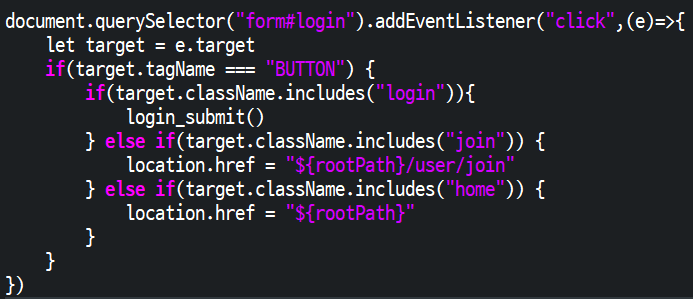 document.querySelector("form#login").addEventListener("click",(e)=>{
    let target = e.target
    if(target.tagName === "BUTTON") {
        if(target.className.includes("login")){
            login_submit()
        } else if(target.className.includes("join")) {
            location.href = "${rootPath}/user/join"
        } else if(target.className.includes("home")) {
            location.href = "${rootPath}"
        }
    }
})